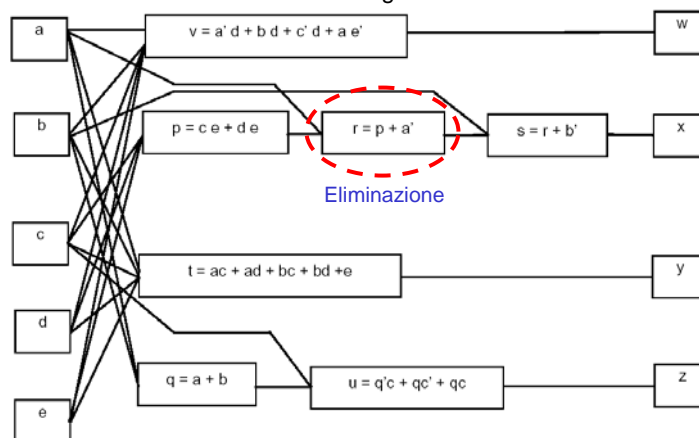 a
v = a' d + b d + c' d + a e'
w
b
p = c e + d e
r = p + a'
s = r + b'
x
Eliminazione
c
t = ac + ad + bc + bd +e
y
d
q = a + b
u = q'c + qc' + qc
z
e